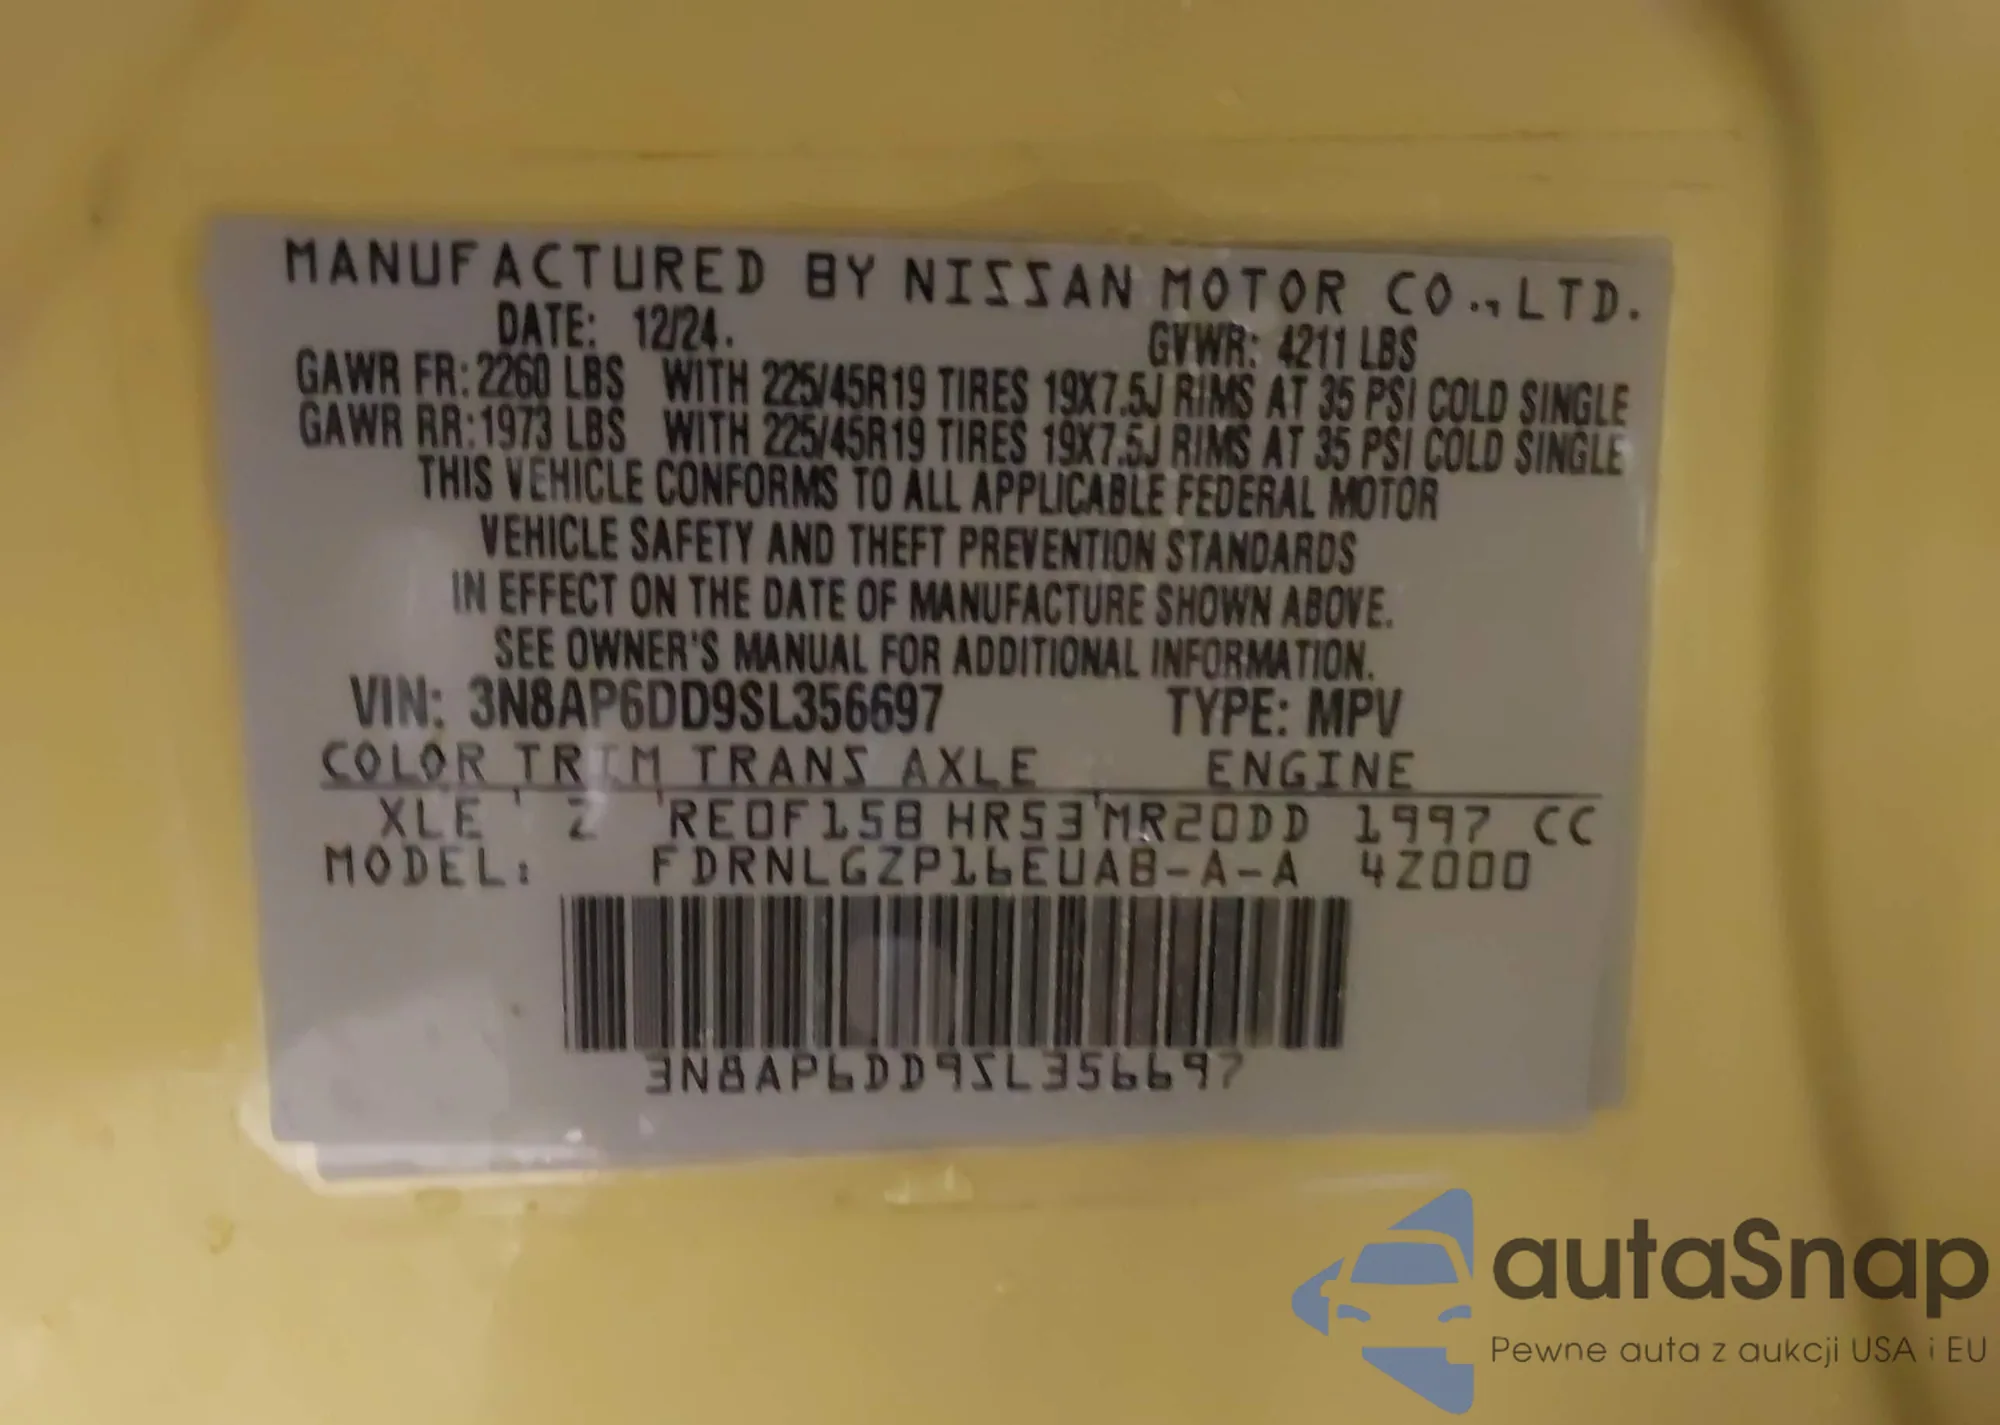 MANUFACTURED BY NISSAN MOTOR CO., LTD.
DATE: 12/24. GVWR: 4211 LBS
GAWR FR: 2260 LBS WITH 225/45R19 TIRES 19X7.5J RIMS AT 35 PSI COLD SINGLE
GAWR RR: 1973 LBS WITH 225/45R19 TIRES 19X7.5J RIMS AT 35 PSI COLD SINGLE
THIS VEHICLE CONFORMS TO ALL APPLICABLE FEDERAL MOTOR
VEHICLE SAFETY AND THEFT PREVENTION STANDARDS
IN EFFECT ON THE DATE OF MANUFACTURE SHOWN ABOVE.
SEE OWNER'S MANUAL FOR ADDITIONAL INFORMATION.
VIN: 3N8AP6DD9SL356697 TYPE: MPV
COLOR TRIM TRANS AXLE ENGINE
XLE Z RE0F15B HR53 MR20DD 1997 CC
MODEL: FDRNLGZP16EUAB-A-A 4Z000
3N8AP6DD9SL356697
autaSnap
Pewne auta z aukcji USA i EU